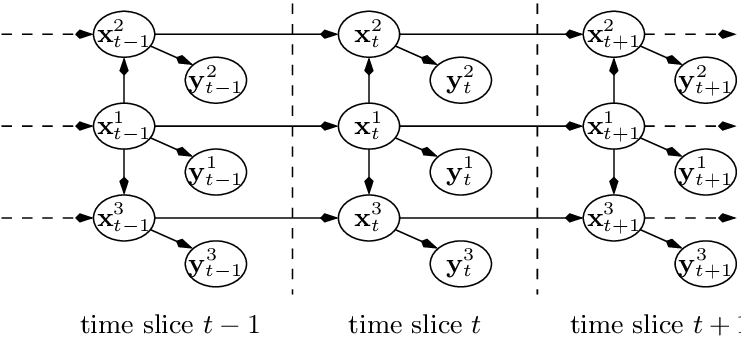 x²ₜ₋₁ x²ₜ x²ₜ₊₁
y²ₜ₋₁ y²ₜ y²ₜ₊₁
x¹ₜ₋₁ x¹ₜ x¹ₜ₊₁
y¹ₜ₋₁ y¹ₜ y¹ₜ₊₁
x³ₜ₋₁ x³ₜ x³ₜ₊₁
y³ₜ₋₁ y³ₜ y³ₜ₊₁
time slice t − 1 time slice t time slice t + 1